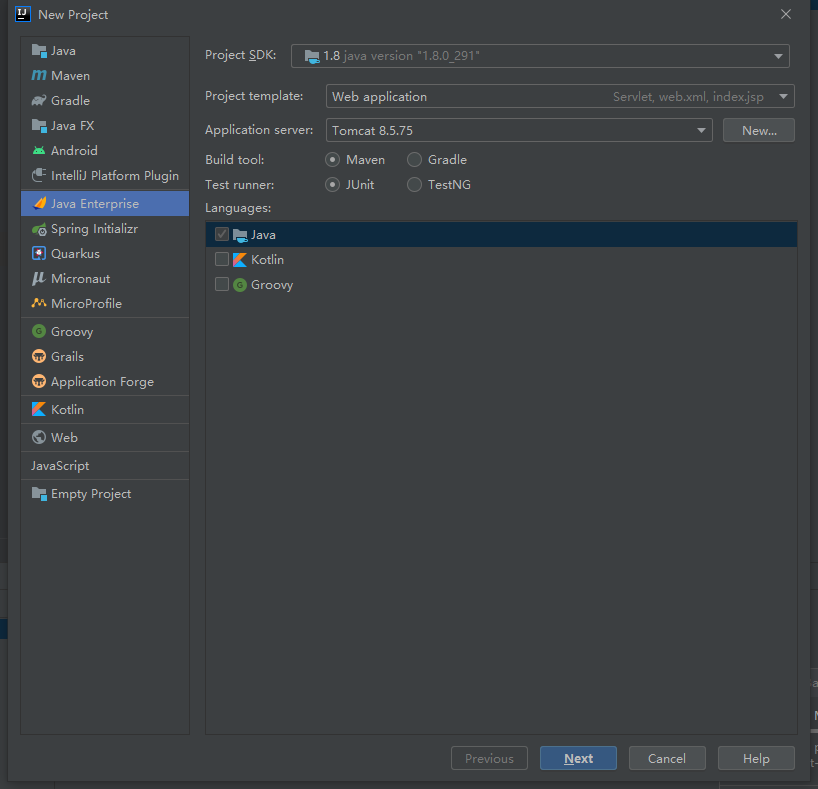 New Project
Java
Maven
Gradle
Java FX
Android
IntelliJ Platform Plugin
Java Enterprise
Spring Initializr
Quarkus
Micronaut
MicroProfile
Groovy
Grails
Application Forge
Kotlin
Web
JavaScript
Empty Project
Project SDK: 1.8 java version "1.8.0_291"
Project template: Web application Servlet, web.xml, index.jsp
Application server: Tomcat 8.5.75 New...
Build tool: Maven Gradle
Test runner: JUnit TestNG
Languages:
Java
Kotlin
Groovy
Previous Next Cancel Help